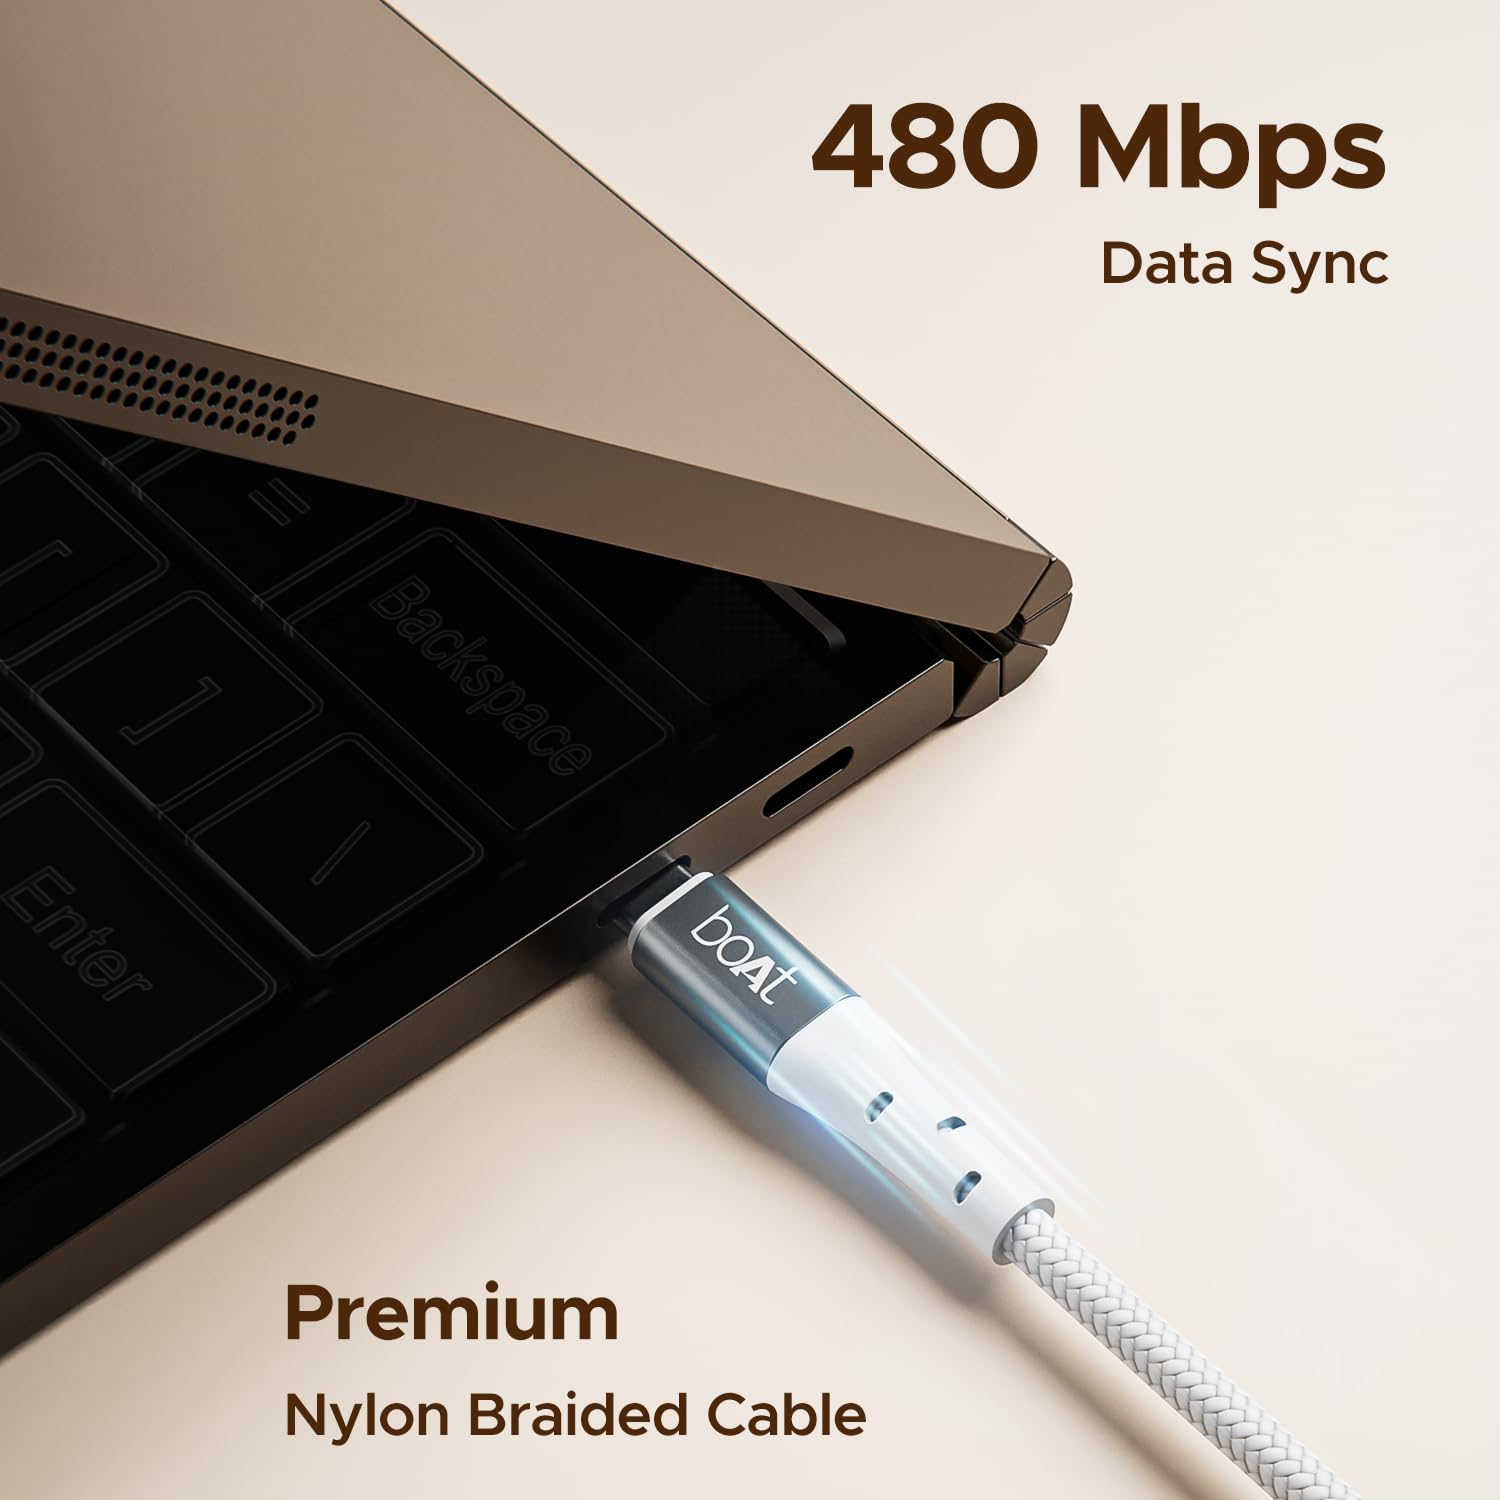 480 Mbps
Data Sync
=
[
Backspace
]
\
Enter
boAt
Premium
Nylon Braided Cable